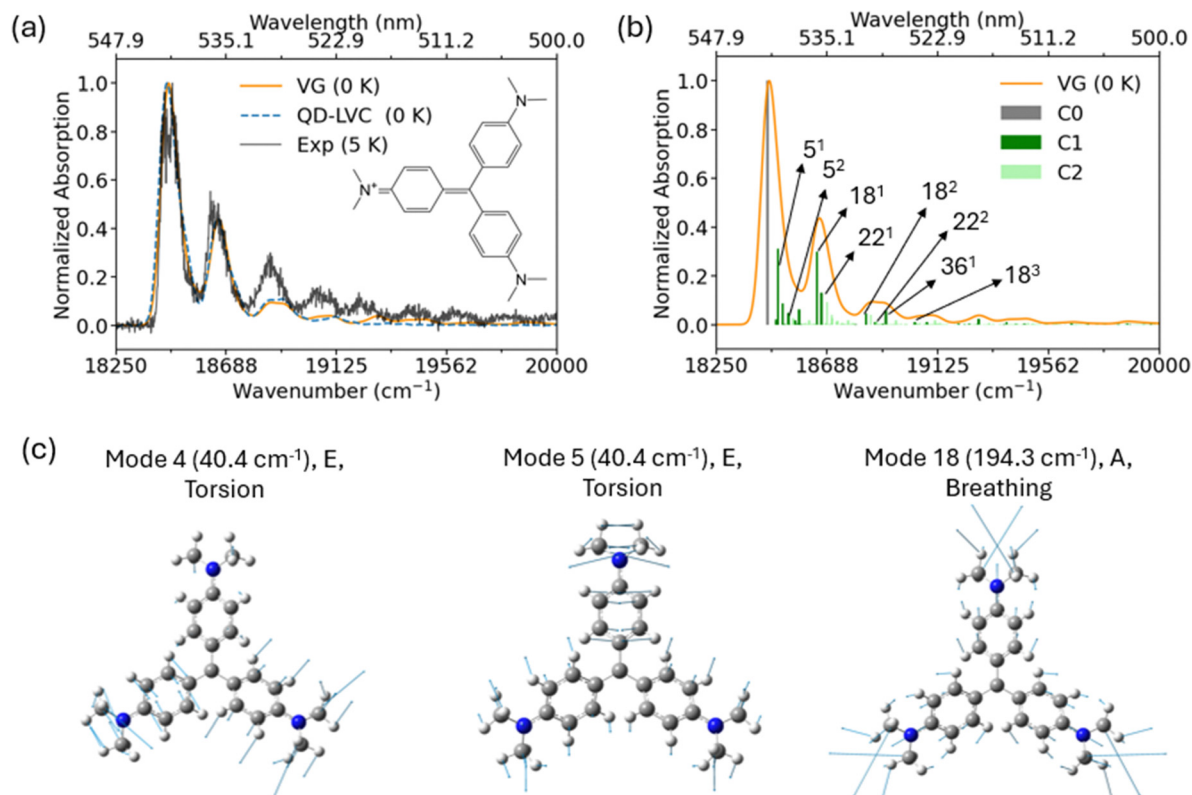 (a)
Wavelength (nm)
547.9 535.1 522.9 511.2 500.0
Normalized Absorption
1.0
0.8
0.6
0.4
0.2
0.0
VG (0 K)
QD-LVC (0 K)
Exp (5 K)
N
N⁺
N
18250 18688 19125 19562 20000
Wavenumber (cm⁻¹)
(b)
Wavelength (nm)
547.9 535.1 522.9 511.2 500.0
Normalized Absorption
1.0
0.8
0.6
0.4
0.2
0.0
VG (0 K)
C0
C1
C2
5¹
5²
18¹
22¹
18²
22²
36¹
18³
18250 18688 19125 19562 20000
Wavenumber (cm⁻¹)
(c)
Mode 4 (40.4 cm⁻¹), E,
Torsion
Mode 5 (40.4 cm⁻¹), E,
Torsion
Mode 18 (194.3 cm⁻¹), A,
Breathing